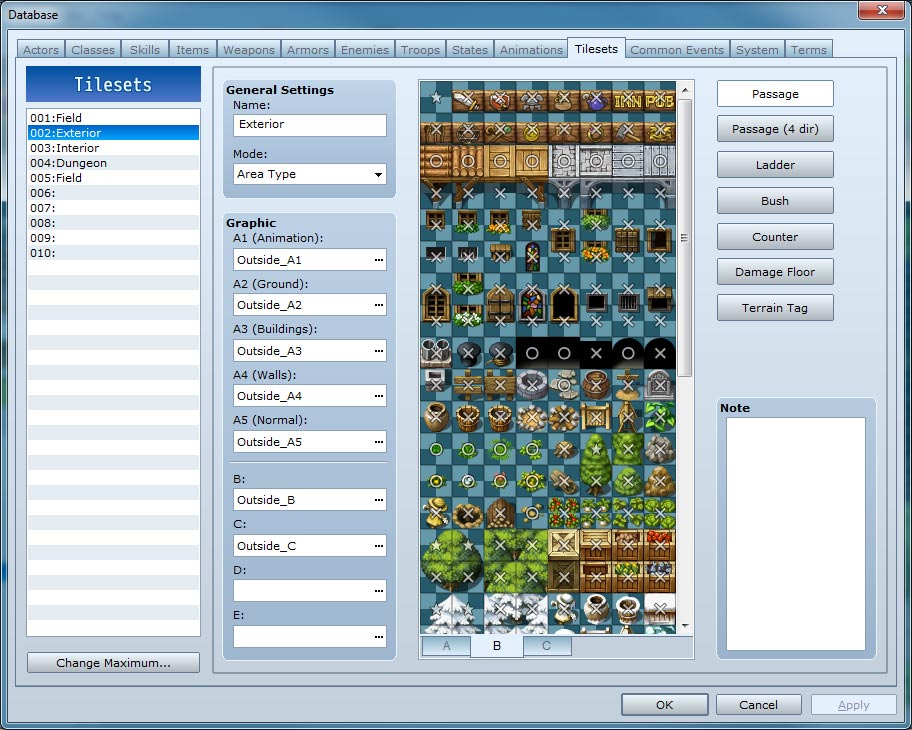 Database
Actors Classes Skills Items Weapons Armors Enemies Troops States Animations Tilesets Common Events System Terms
Tilesets
001:Field
002:Exterior
003:Interior
004:Dungeon
005:Field
006:
007:
008:
009:
010:
Change Maximum...
General Settings
Name:
Exterior
Mode:
Area Type
Graphic
A1 (Animation):
Outside_A1 ...
A2 (Ground):
Outside_A2 ...
A3 (Buildings):
Outside_A3 ...
A4 (Walls):
Outside_A4 ...
A5 (Normal):
Outside_A5 ...
B:
Outside_B ...
C:
Outside_C ...
D:
...
E:
...
INN PUB
A B C
Passage
Passage (4 dir)
Ladder
Bush
Counter
Damage Floor
Terrain Tag
Note
OK Cancel Apply